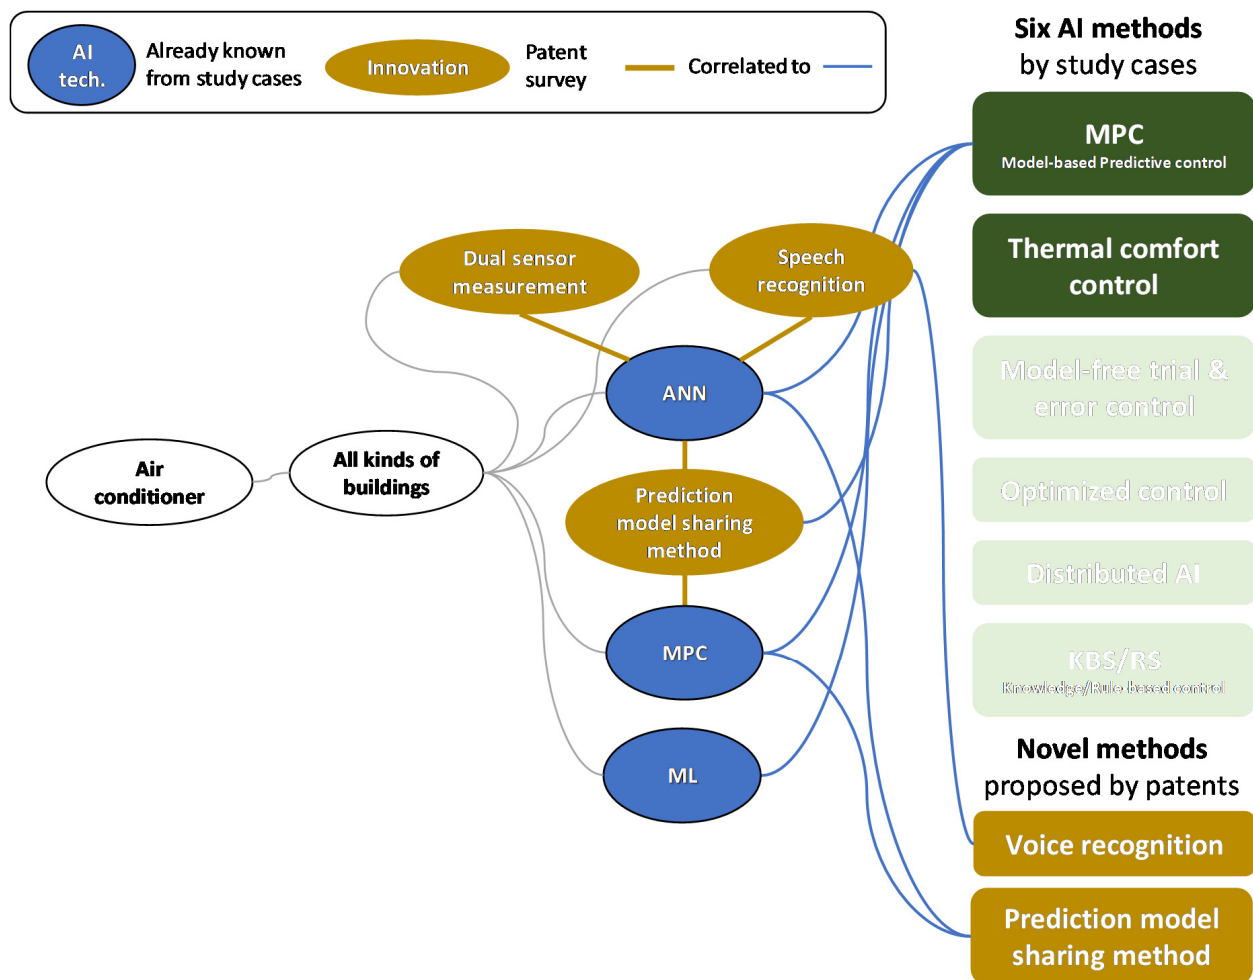 AI
tech.
Already known
from study cases
Innovation
Patent
survey
Correlated to
Six AI methods
by study cases
MPC
Model-based Predictive control
Thermal comfort
control
Model-free trial &
error control
Optimized control
Distributed AI
KBS/RS
Knowledge/Rule-based control
Novel methods
proposed by patents
Voice recognition
Prediction model
sharing method
Dual sensor
measurement
Speech
recognition
ANN
Air
conditioner
All kinds of
buildings
Prediction
model sharing
method
MPC
ML